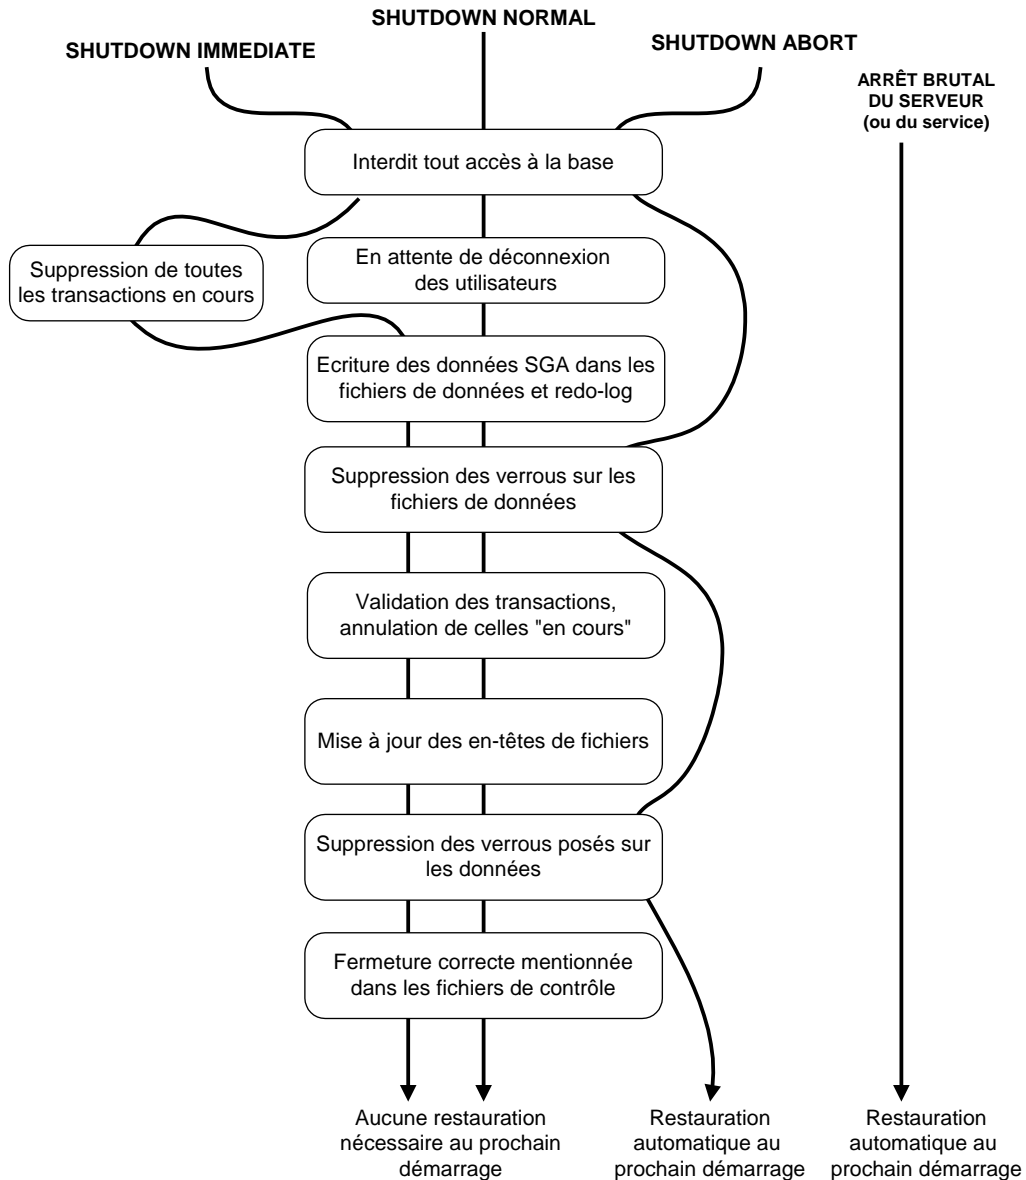 SHUTDOWN NORMAL
SHUTDOWN IMMEDIATE
SHUTDOWN ABORT
ARRÊT BRUTAL
DU SERVEUR
(ou du service)
Interdit tout accès à la base
Suppression de toutes
les transactions en cours
En attente de déconnexion
des utilisateurs
Ecriture des données SGA dans les
fichiers de données et redo-log
Suppression des verrous sur les
fichiers de données
Validation des transactions,
annulation de celles "en cours"
Mise à jour des en-têtes de fichiers
Suppression des verrous posés sur
les données
Fermeture correcte mentionnée
dans les fichiers de contrôle
Aucune restauration
nécessaire au prochain
démarrage
Restauration
automatique au
prochain démarrage
Restauration
automatique au
prochain démarrage